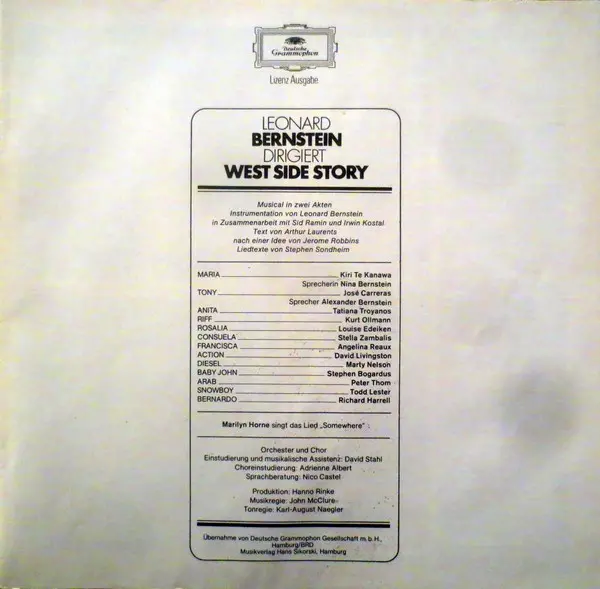 Deutsche
Grammophon
Lizenz Ausgabe
LEONARD
BERNSTEIN
DIRIGIERT
WEST SIDE STORY
Musical in zwei Akten
Instrumentation von Leonard Bernstein
in Zusammenarbeit mit Sid Ramin und Irwin Kostal
Text von Arthur Laurents
nach einer Idee von Jerome Robbins
Liedtexte von Stephen Sondheim
MARIA Kiri Te Kanawa
Sprecherin Nina Bernstein
TONY José Carreras
Sprecher Alexander Bernstein
ANITA Tatiana Troyanos
RIFF Kurt Ollmann
ROSALIA Louise Edeiken
CONSUELA Stella Zambalis
FRANCISCA Angelina Reaux
ACTION David Livingston
DIESEL Marty Nelson
BABY JOHN Stephen Bogardus
ARAB Peter Thom
SNOWBOY Todd Lester
BERNARDO Richard Harrell
Marilyn Horne singt das Lied „Somewhere“
Orchester und Chor
Einstudierung und musikalische Assistenz: David Stahl
Choreinstudierung: Adrienne Albert
Sprachberatung: Nico Castel
Produktion: Hanno Rinke
Musikregie: John McClure
Tonregie: Karl-August Naegler
Übernahme von Deutsche Grammophon Gesellschaft m.b.H.,
Hamburg/BRD
Musikverlag Hans Sikorski, Hamburg